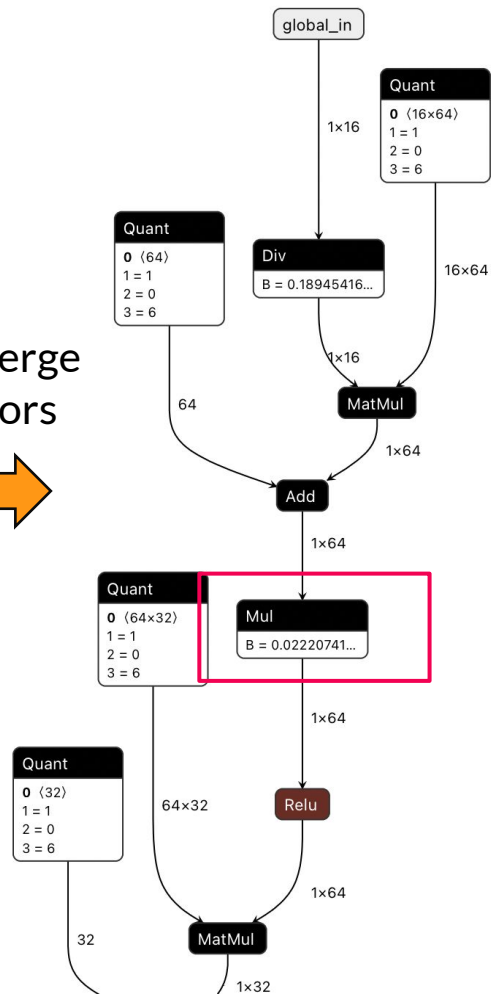 global_in
Quant
0 ⟨16×64⟩
1 = 1
2 = 0
3 = 6
1×16
Quant
0 ⟨64⟩
1 = 1
2 = 0
3 = 6
Div
B = 0.18945416...
16×64
1×16
erge
ors
64
MatMul
1×64
Add
1×64
Quant
0 ⟨64×32⟩
1 = 1
2 = 0
3 = 6
Mul
B = 0.02220741...
1×64
Quant
0 ⟨32⟩
1 = 1
2 = 0
3 = 6
64×32
Relu
1×64
32
MatMul
1×32